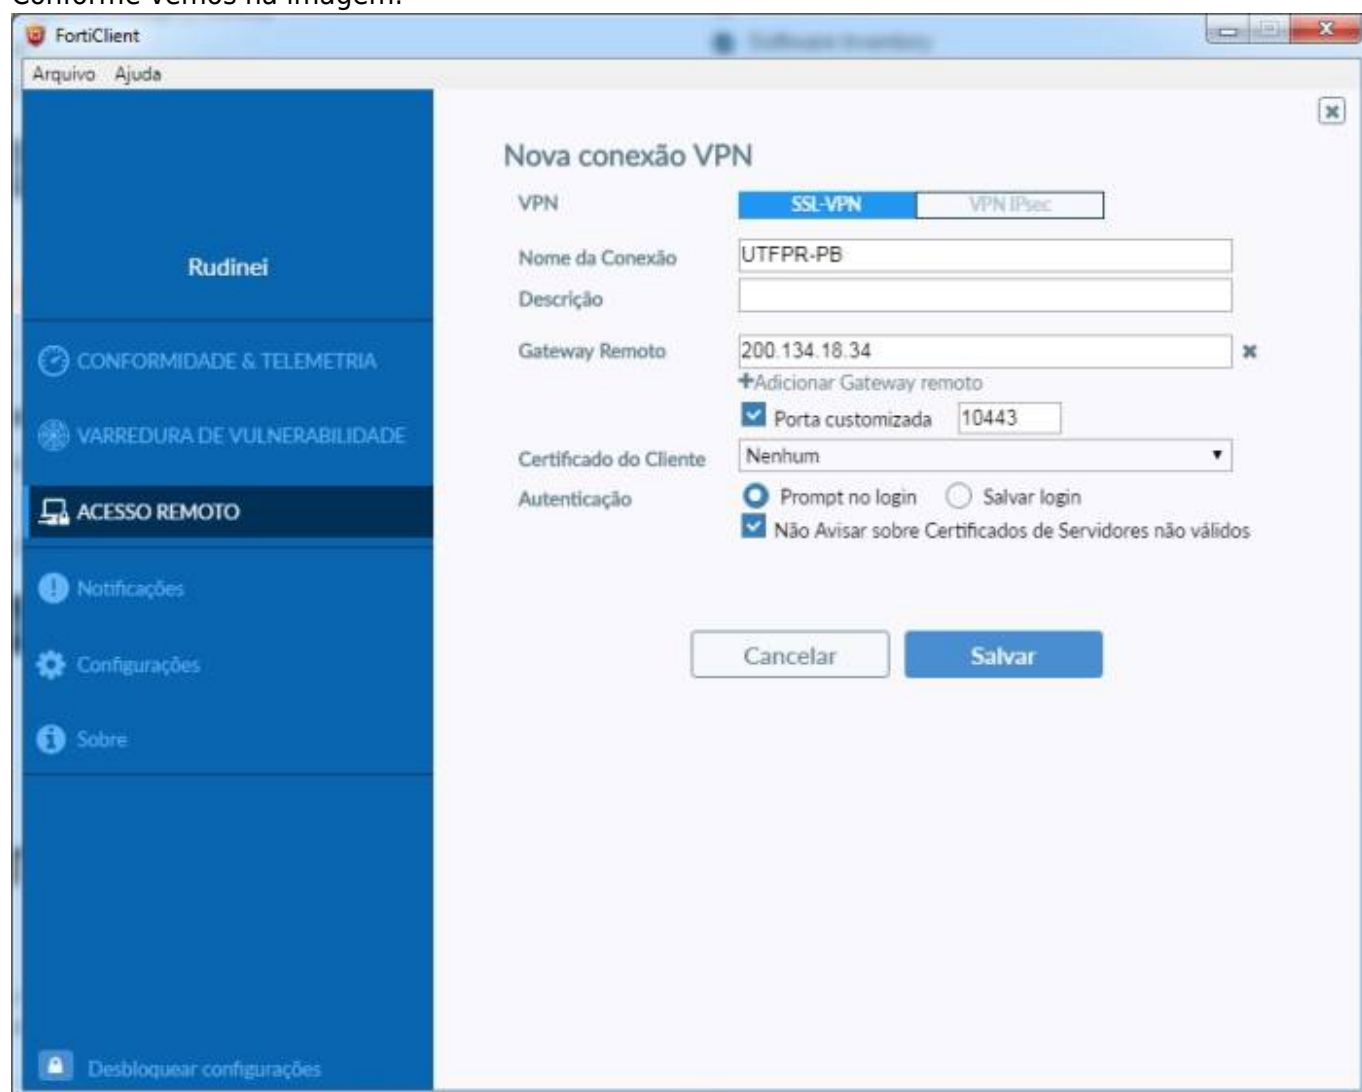 Conforme vemos na imagem:
FortiClient
Software Inventory
Arquivo Ajuda
Nova conexão VPN
VPN SSL-VPN VPN IPsec
Nome da Conexão UTFPR-PB
Descrição
Gateway Remoto 200.134.18.34
+Adicionar Gateway remoto
Porta customizada 10443
Certificado do Cliente Nenhum
Autenticação Prompt no login Salvar login
Não Avisar sobre Certificados de Servidores não válidos
Cancelar Salvar
Rudinei
CONFORMIDADE & TELEMETRIA
VARREDURA DE VULNERABILIDADE
ACESSO REMOTO
Notificações
Configurações
Sobre
Desbloquear configurações